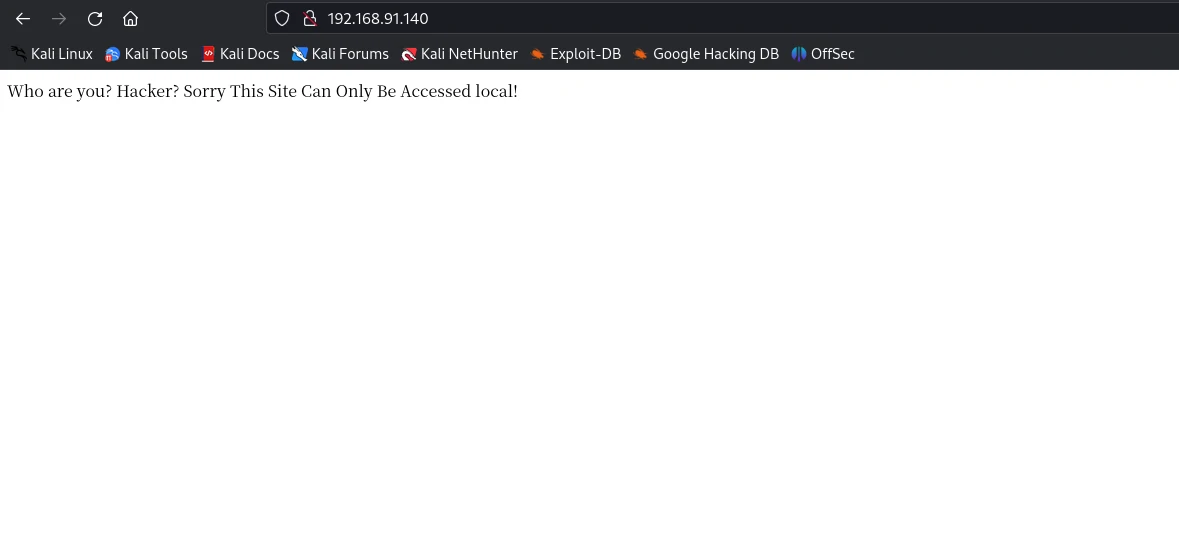 192.168.91.140
Kali Linux Kali Tools Kali Docs Kali Forums Kali NetHunter Exploit-DB Google Hacking DB OffSec
Who are you? Hacker? Sorry This Site Can Only Be Accessed local!